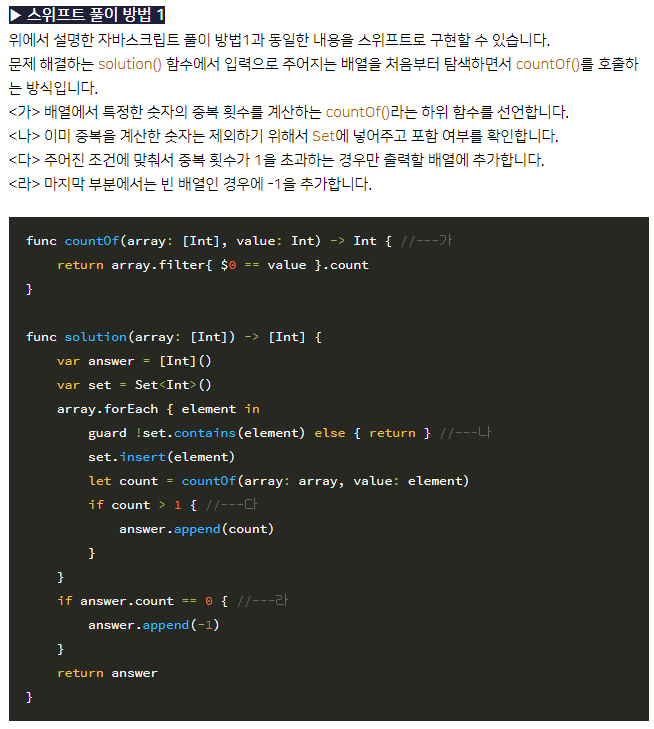 ▶ 스위프트 풀이 방법 1
위에서 설명한 자바스크립트 풀이 방법1과 동일한 내용을 스위프트로 구현할 수 있습니다.
문제 해결하는 solution() 함수에서 입력으로 주어지는 배열을 처음부터 탐색하면서 countOf()를 호출하
는 방식입니다.
<가> 배열에서 특정한 숫자의 중복 횟수를 계산하는 countOf()라는 하위 함수를 선언합니다.
<나> 이미 중복을 계산한 숫자는 제외하기 위해서 Set에 넣어주고 포함 여부를 확인합니다.
<다> 주어진 조건에 맞춰서 중복 횟수가 1을 초과하는 경우만 출력할 배열에 추가합니다.
<라> 마지막 부분에서는 빈 배열인 경우에 -1을 추가합니다.
func countOf(array: [Int], value: Int) -> Int { //---가
    return array.filter{ $0 == value }.count
}
func solution(array: [Int]) -> [Int] {
    var answer = [Int]()
    var set = Set<Int>()
    array.forEach { element in
        guard !set.contains(element) else { return } //---나
        set.insert(element)
        let count = countOf(array: array, value: element)
        if count > 1 { //---다
            answer.append(count)
        }
    }
    if answer.count == 0 { //---라
        answer.append(-1)
    }
    return answer
}